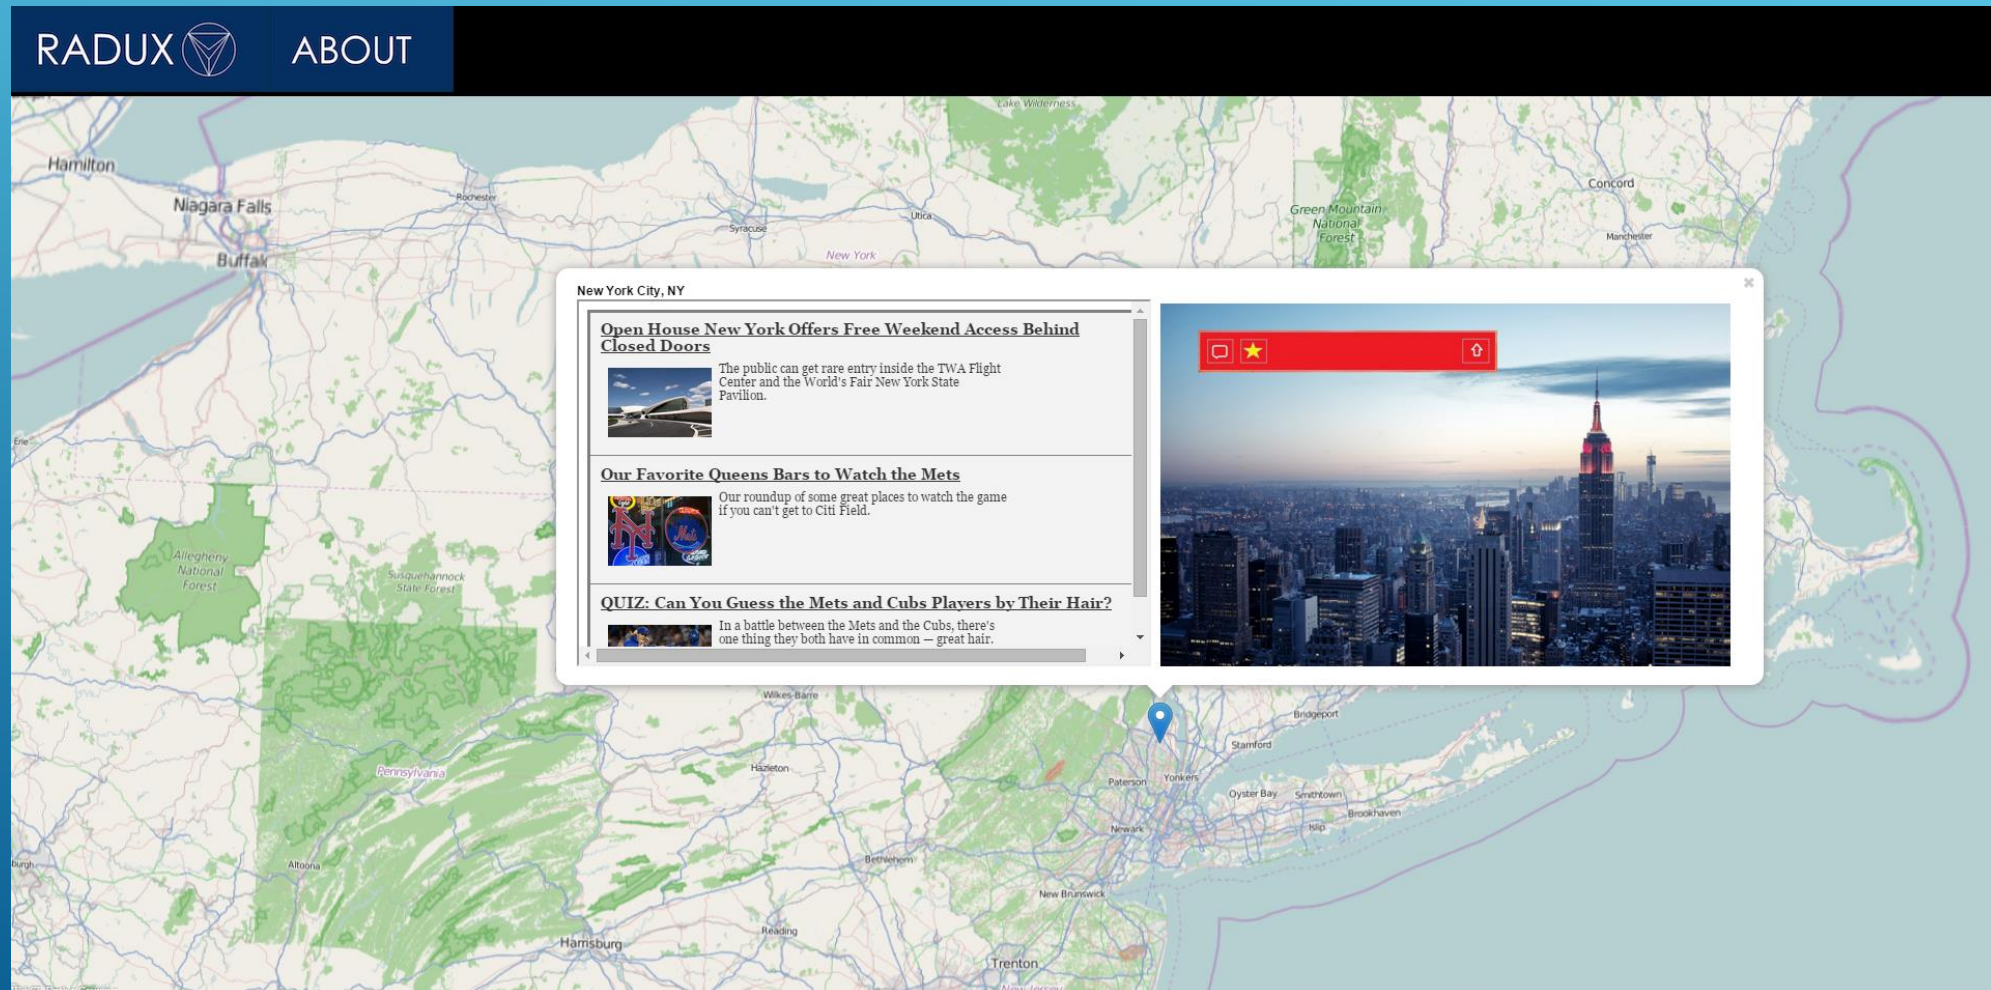 RADUX
ABOUT
Lake Wilderness
Hamilton
Rochester
Niagara Falls
Syracuse
Utica
Concord
Green Mountain
National
Forest
Manchester
New York
Buffalo
New York City, NY
Open House New York Offers Free Weekend Access Behind
Closed Doors
The public can get rare entry inside the TWA Flight
Center and the World's Fair New York State
Pavilion.
Our Favorite Queens Bars to Watch the Mets
Our roundup of some great places to watch the game
if you can't get to Citi Field.
QUIZ: Can You Guess the Mets and Cubs Players by Their Hair?
In a battle between the Mets and the Cubs, there's
one thing they both have in common — great hair.
Erie
Allegheny
National
Forest
Susquehannock
State Forest
Wilkes-Barre
Bridgeport
Stamford
Pennsylvania
Hazleton
Paterson
Yonkers
Oyster Bay
Smithtown
Brookhaven
Islip
Newark
Altoona
Bethlehem
New Brunswick
Reading
Harrisburg
Trenton
New Jersey